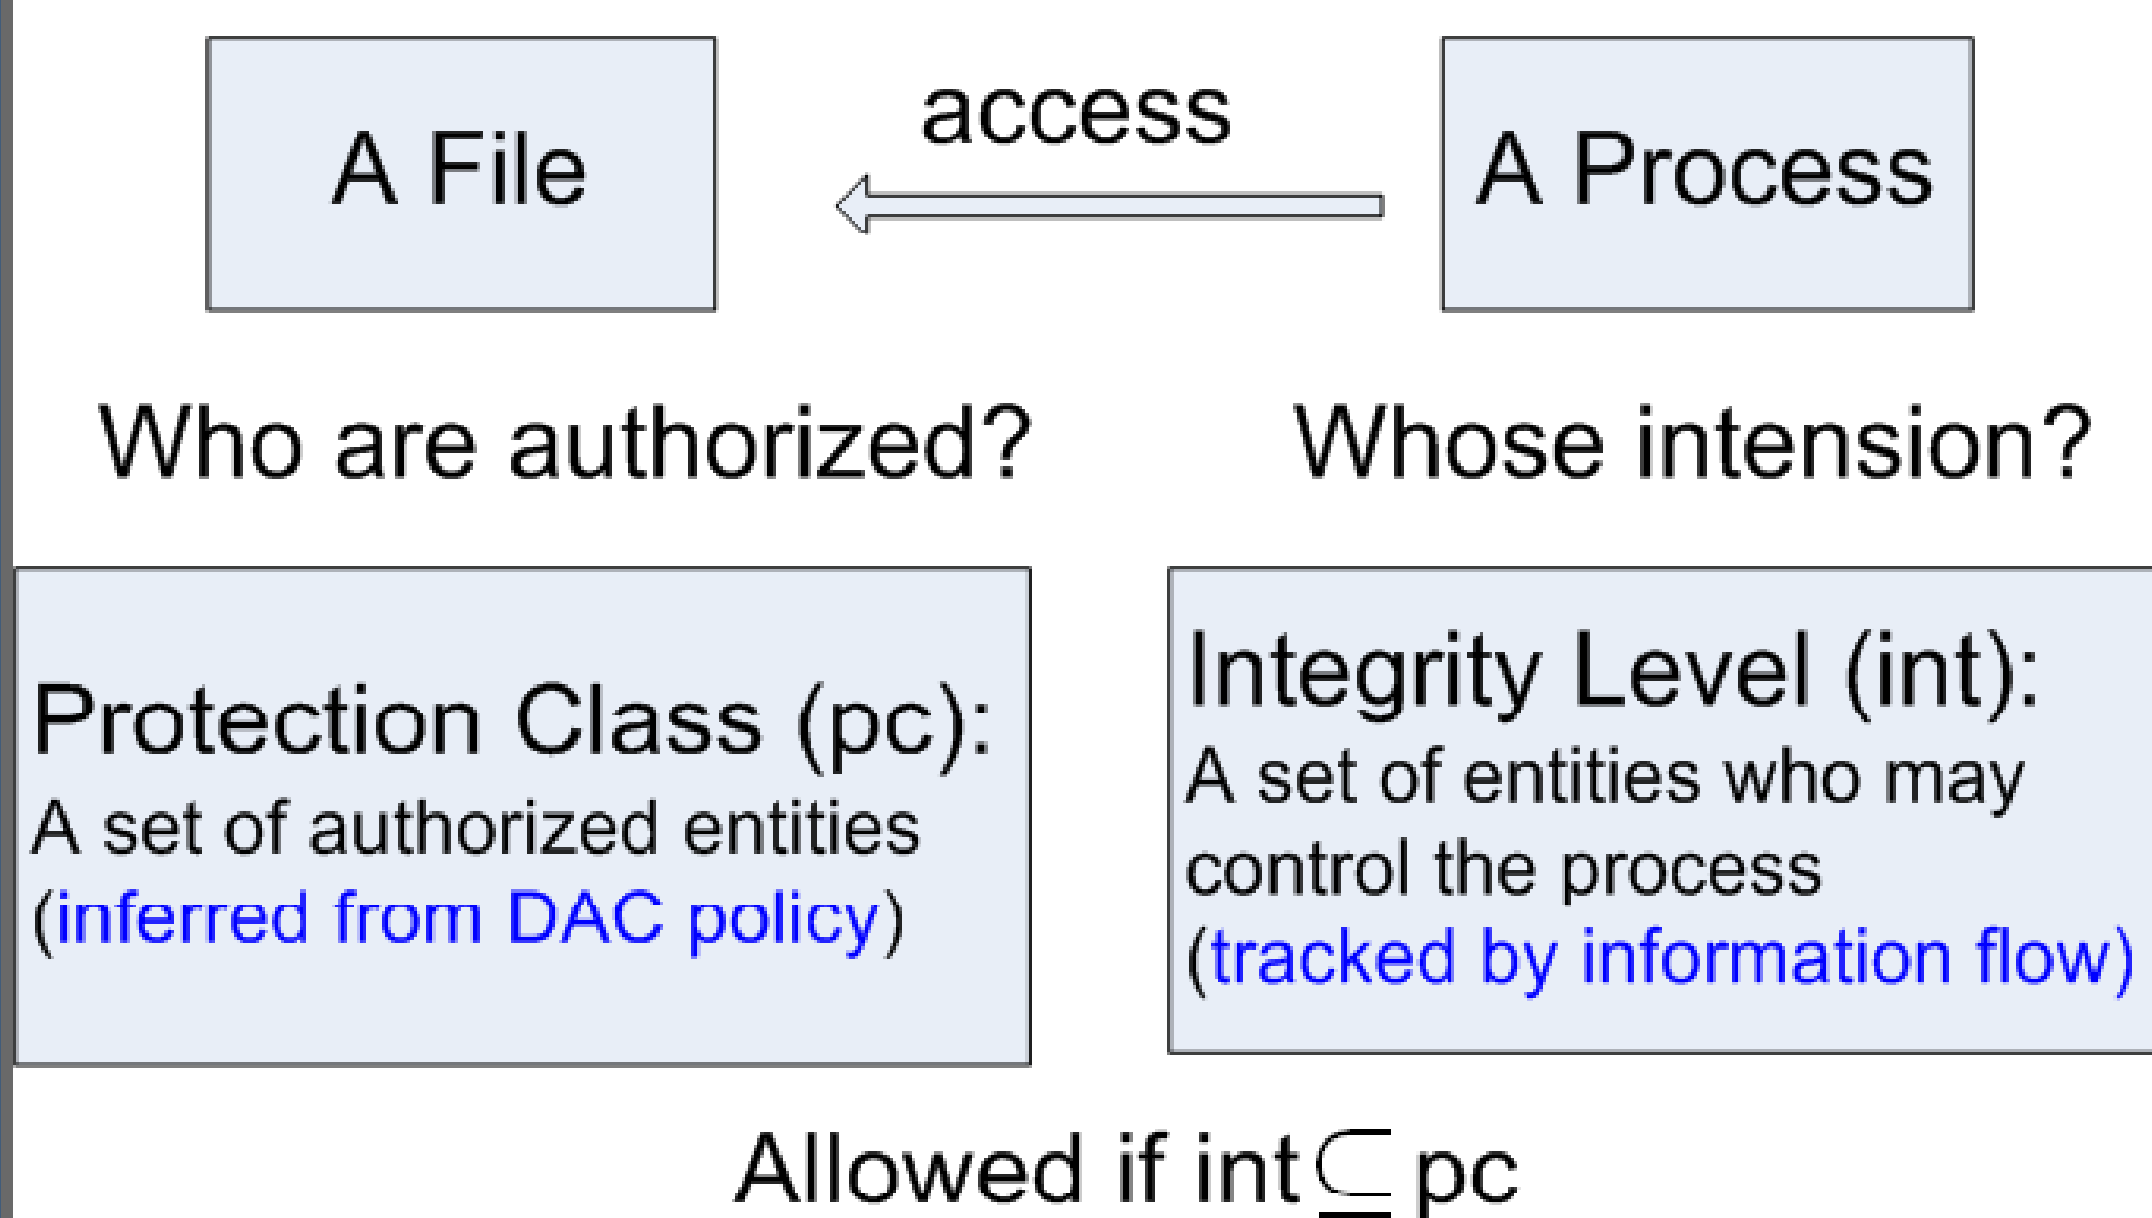 A File
access
A Process
Who are authorized?
Whose intension?
Protection Class (pc):
A set of authorized entities
(inferred from DAC policy)
Integrity Level (int):
A set of entities who may
control the process
(tracked by information flow)
Allowed if int ⊆ pc